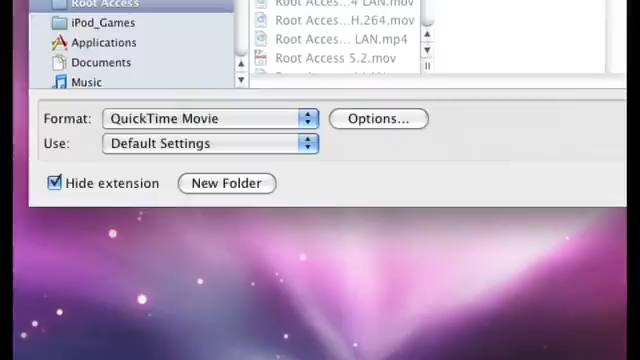 Root Access
iPod_Games
Applications
Documents
Music
Root Acces...4 LAN.mov
Root Acces...H.264.mov
Root Acces... LAN.mp4
Root Access 5.2.mov
Format: QuickTime Movie Options...
Use: Default Settings
Hide extension New Folder